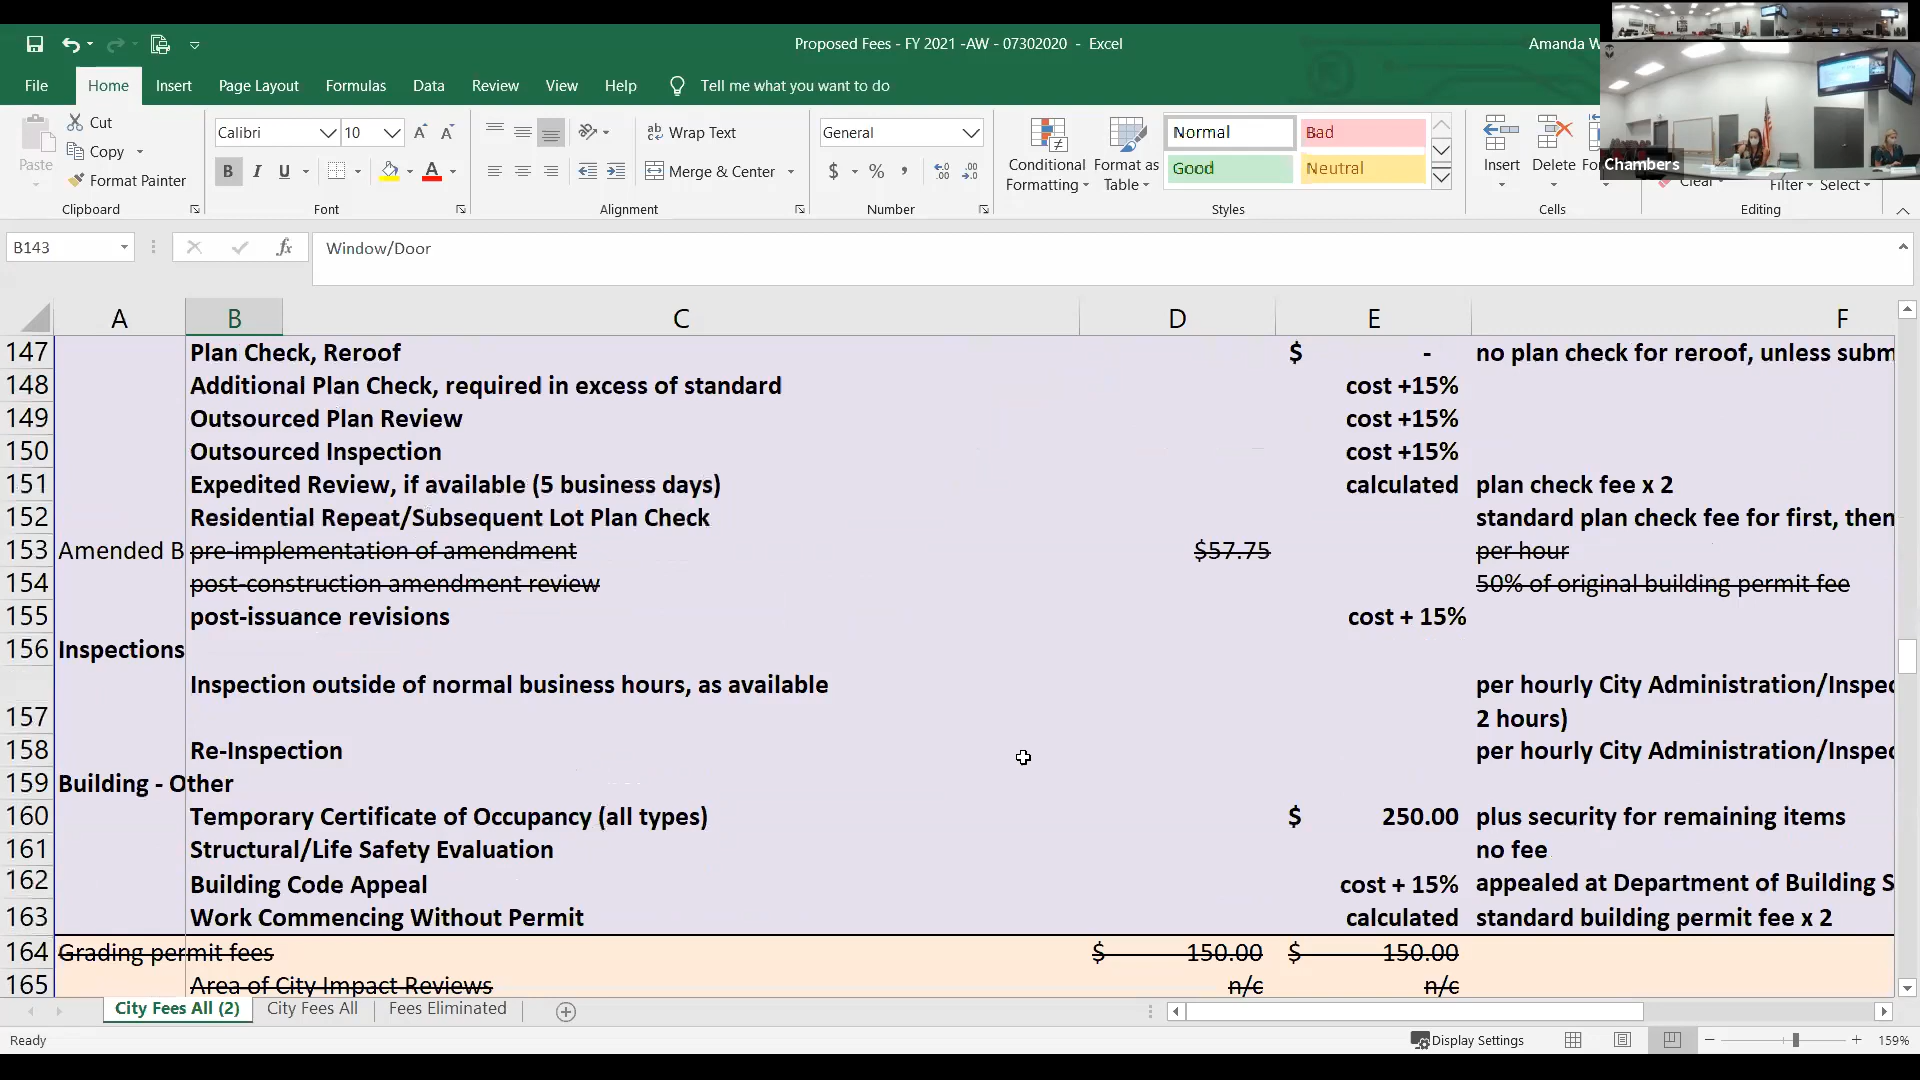 Proposed Fees - FY 2021 -AW - 07302020 - Excel
Amanda W
File Home Insert Page Layout Formulas Data Review View Help Tell me what you want to do
Paste
Cut
Copy
Format Painter
Clipboard
Calibri 10
B I U
Font
Wrap Text
Merge & Center
Alignment
General
$ % ,
Number
Conditional Formatting
Format as Table
Normal Bad
Good Neutral
Styles
Insert Delete
Cells
Clear
Filter Select
Editing
Chambers
B143 fx Window/Door
A B C D E F
147 Plan Check, Reroof $ - no plan check for reroof, unless subm
148 Additional Plan Check, required in excess of standard cost +15%
149 Outsourced Plan Review cost +15%
150 Outsourced Inspection cost +15%
151 Expedited Review, if available (5 business days) calculated plan check fee x 2
152 Residential Repeat/Subsequent Lot Plan Check standard plan check fee for first, then
153 Amended B pre-implementation of amendment $57.75 per hour
154 post-construction amendment review 50% of original building permit fee
155 post-issuance revisions cost + 15%
156 Inspections
157 Inspection outside of normal business hours, as available per hourly City Administration/Inspec
2 hours)
158 Re-Inspection per hourly City Administration/Inspec
159 Building - Other
160 Temporary Certificate of Occupancy (all types) $ 250.00 plus security for remaining items
161 Structural/Life Safety Evaluation no fee
162 Building Code Appeal cost + 15% appealed at Department of Building S
163 Work Commencing Without Permit calculated standard building permit fee x 2
164 Grading permit fees $ 150.00 $ 150.00
165 Area of City Impact Reviews n/c n/c
City Fees All (2) City Fees All Fees Eliminated
Ready Display Settings 159%